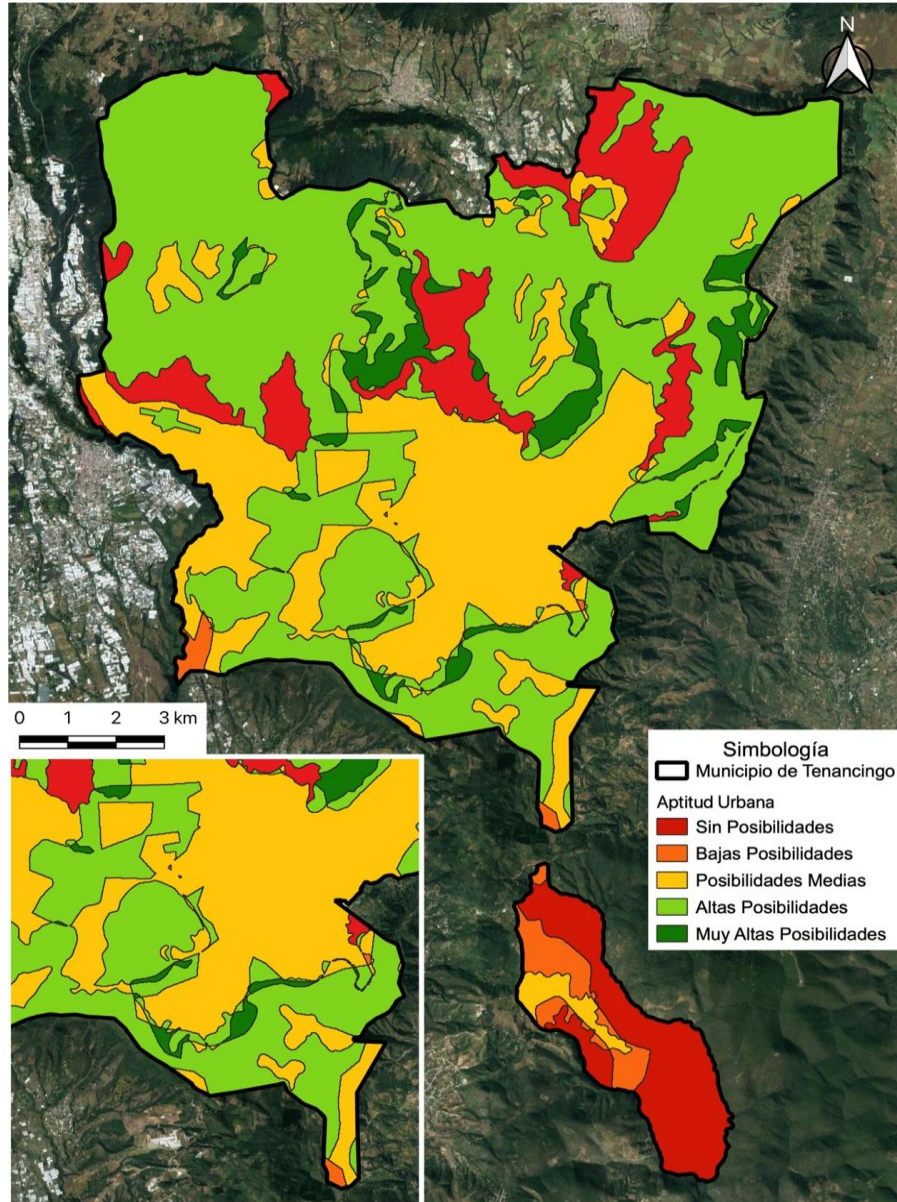 N
0 1 2 3 km
Simbología
Municipio de Tenancingo
Aptitud Urbana
Sin Posibilidades
Bajas Posibilidades
Posibilidades Medias
Altas Posibilidades
Muy Altas Posibilidades